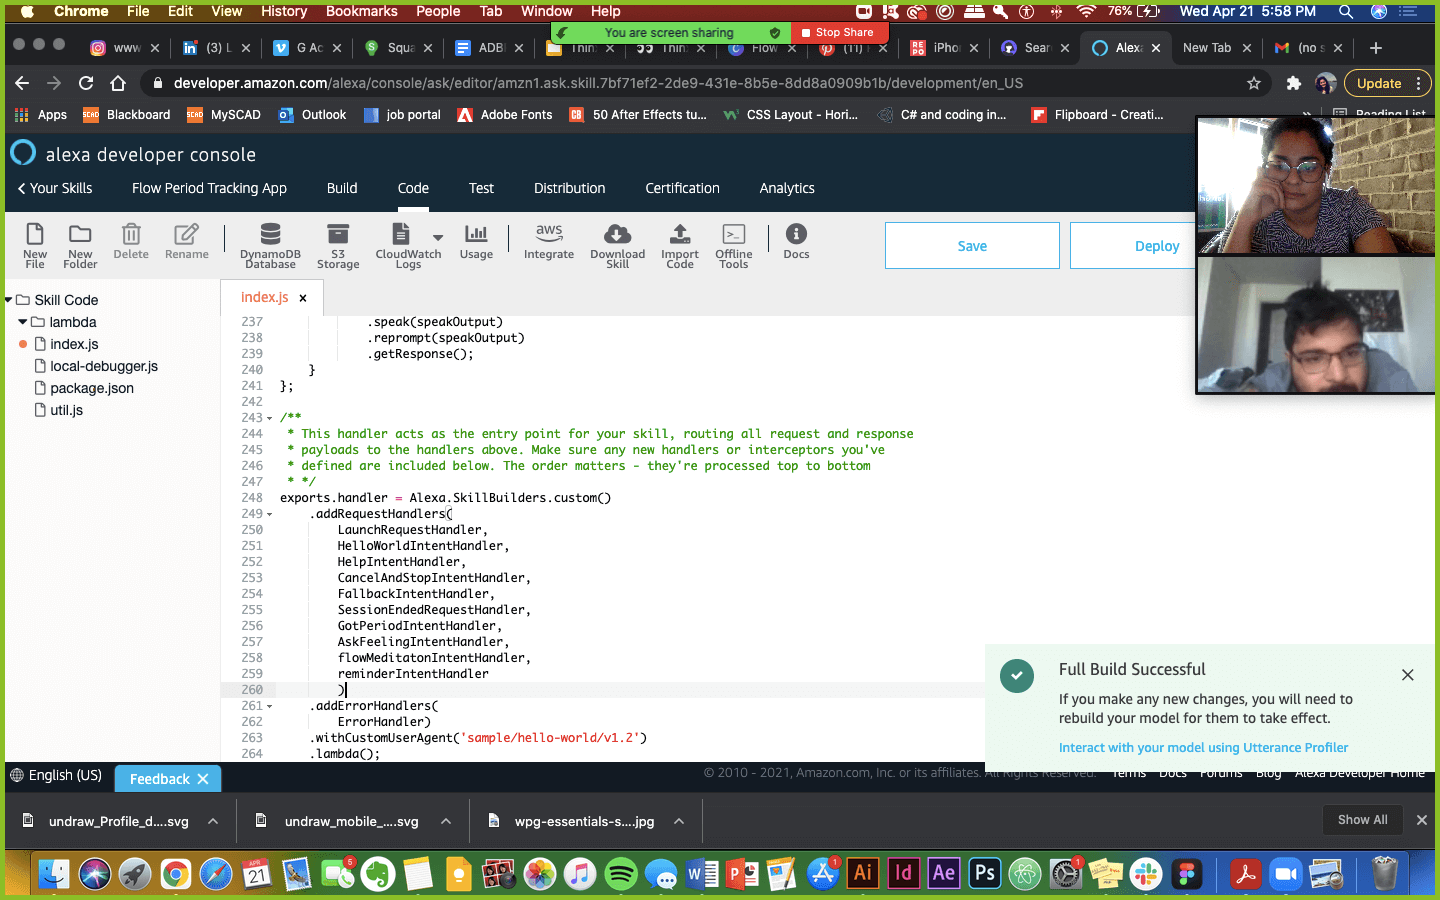 Chrome File Edit View History Bookmarks People Tab Window Help 76% Wed Apr 21 5:58 PM
You are screen sharing Stop Share
www (3) L G Ac Squa ADBI Thin: Thin: Flow (11) iPho Sear Alexa New Tab (no s
developer.amazon.com/alexa/console/ask/editor/amzn1.ask.skill.7bf71ef2-2de9-431e-8b5e-8dd8a0909b1b/development/en_US Update
Apps Blackboard MySCAD Outlook job portal Adobe Fonts 50 After Effects tu... CSS Layout - Hori... C# and coding in... Flipboard - Creati... » Reading List
alexa developer console
Your Skills Flow Period Tracking App Build Code Test Distribution Certification Analytics
New File New Folder Delete Rename DynamoDB Database S3 Storage CloudWatch Logs Usage aws Integrate Download Skill Import Code Offline Tools Docs Save Deploy
Skill Code
lambda
index.js
local-debugger.js
package.json
util.js
index.js ×
237 .speak(speakOutput)
238 .reprompt(speakOutput)
239 .getResponse();
240 }
241 };
242
243 /**
244 * This handler acts as the entry point for your skill, routing all request and response
245 * payloads to the handlers above. Make sure any new handlers or interceptors you've
246 * defined are included below. The order matters - they're processed top to bottom
247 * */
248 exports.handler = Alexa.SkillBuilders.custom()
249 .addRequestHandlers(
250 LaunchRequestHandler,
251 HelloWorldIntentHandler,
252 HelpIntentHandler,
253 CancelAndStopIntentHandler,
254 FallbackIntentHandler,
255 SessionEndedRequestHandler,
256 GotPeriodIntentHandler,
257 AskFeelingIntentHandler,
258 flowMeditatonIntentHandler,
259 reminderIntentHandler
260 )
261 .addErrorHandlers(
262 ErrorHandler)
263 .withCustomUserAgent('sample/hello-world/v1.2')
264 .lambda();
Full Build Successful
If you make any new changes, you will need to
rebuild your model for them to take effect.
Interact with your model using Utterance Profiler
English (US) Feedback © 2010 - 2021, Amazon.com, Inc. or its affiliates. All Rights Reserved. Terms Docs Forums Blog Alexa Developer Home
undraw_Profile_d....svg undraw_mobile_....svg wpg-essentials-s....jpg Show All
APR 21 5 W P 1 Ai Id Ae Ps 1